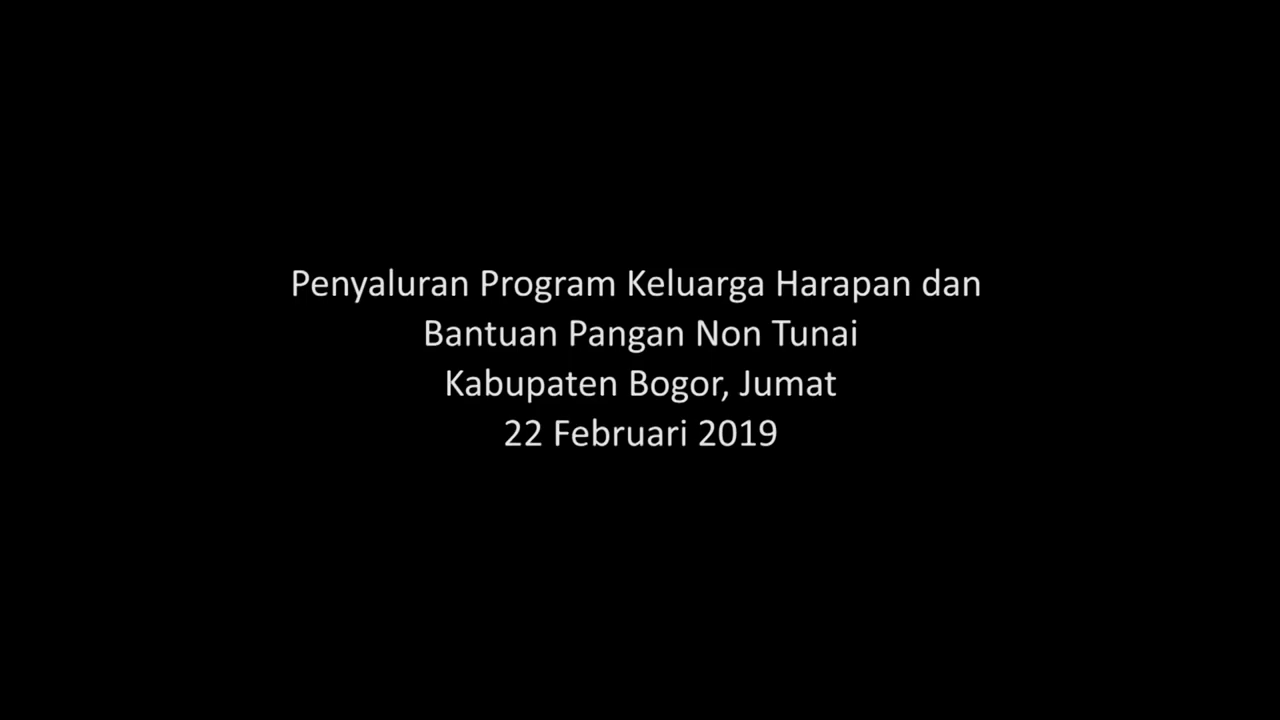 Penyaluran Program Keluarga Harapan dan
Bantuan Pangan Non Tunai
Kabupaten Bogor, Jumat
22 Februari 2019